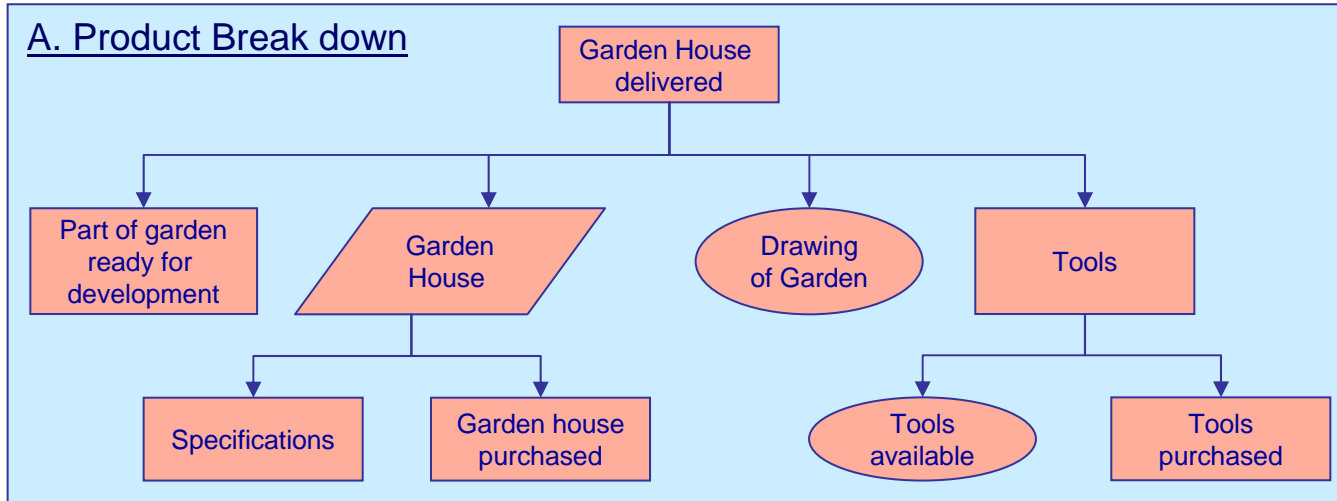 A. Product Break down
Garden House
delivered
Part of garden
ready for
development
Garden
House
Drawing
of Garden
Tools
Specifications
Garden house
purchased
Tools
available
Tools
purchased